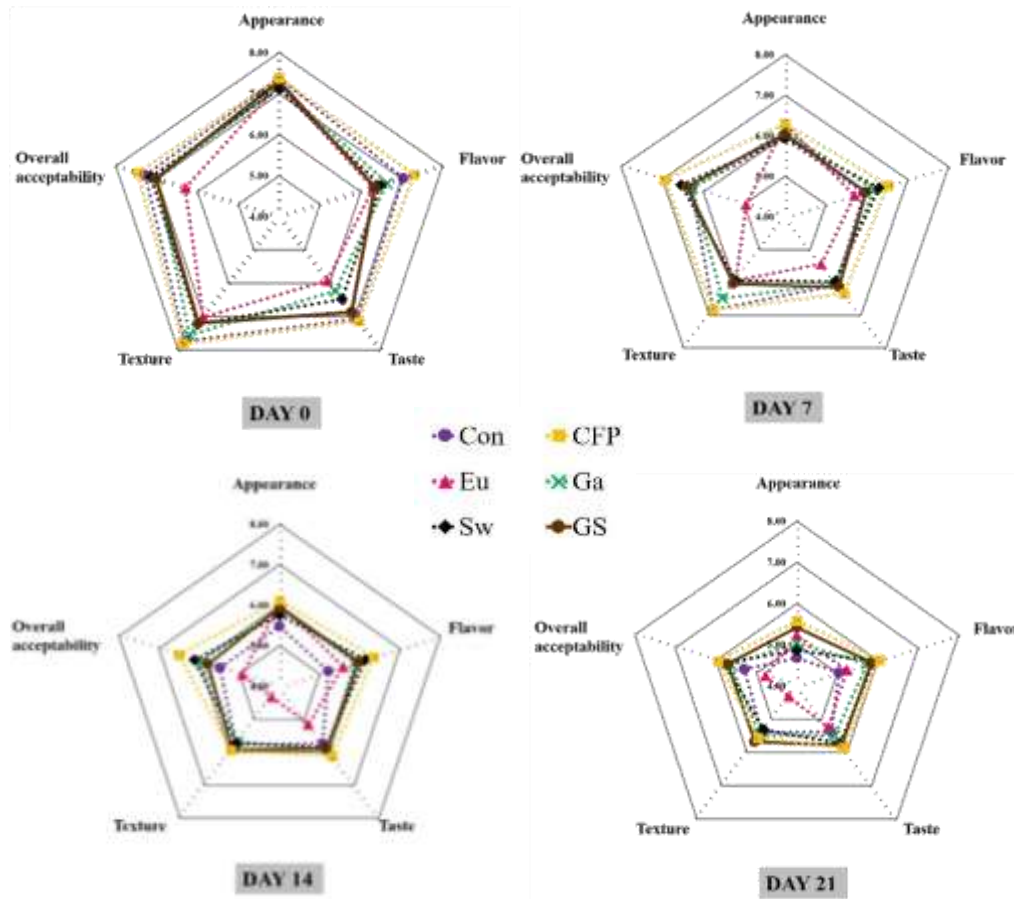 Appearance
8.00
6.00
5.00
4.00
Flavor
Overall
acceptability
Texture
Taste
DAY 0
Appearance
8.00
7.00
6.00
5.00
4.00
Flavor
Overall
acceptability
Texture
Taste
DAY 7
Con
CFP
Eu
Ga
Sw
GS
Appearance
8.00
7.00
6.00
Flavor
Overall
acceptability
Texture
Taste
DAY 14
Appearance
8.00
7.00
6.00
Flavor
Overall
acceptability
Texture
Taste
DAY 21